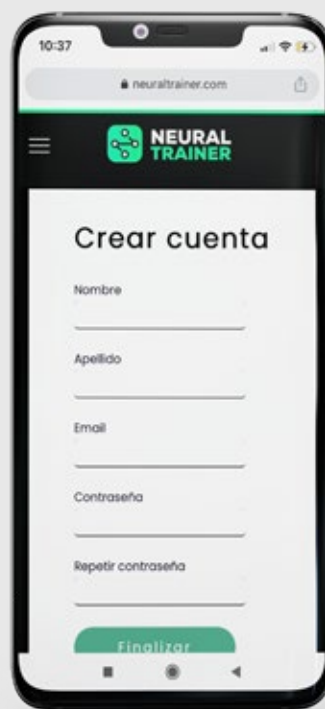 10:37
neuraltrainer.com
NEURAL
TRAINER
Crear cuenta
Nombre
Apellido
Email
Contraseña
Repetir contraseña
Finalizar